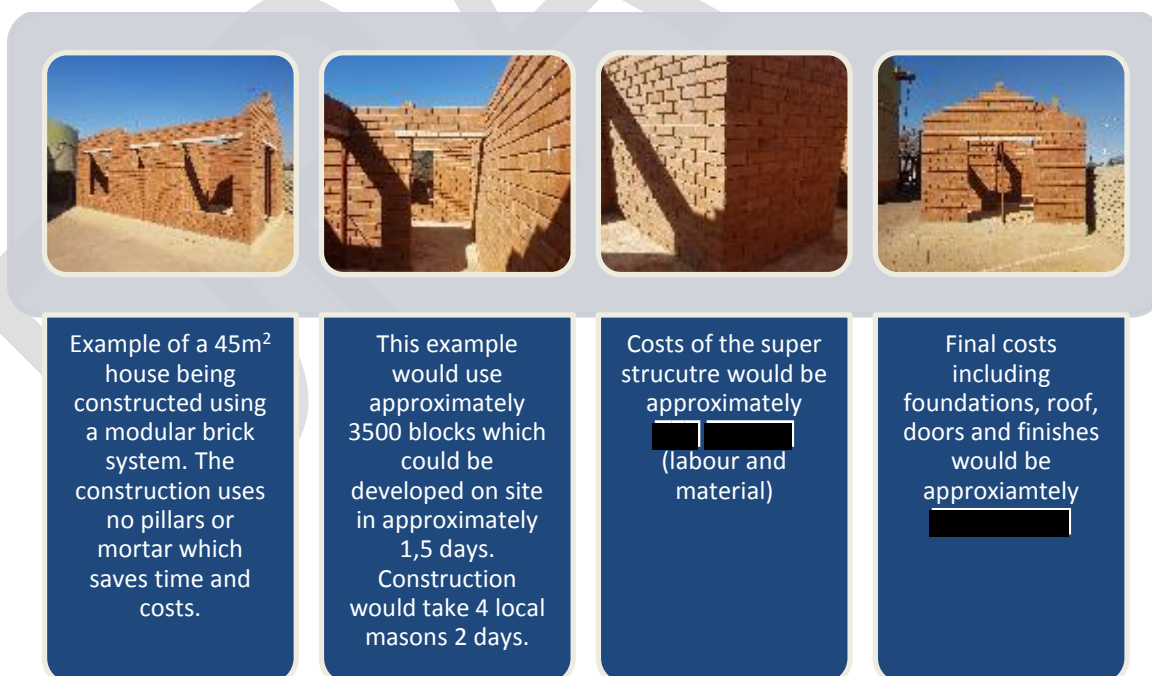 Example of a 45m²
house being
constructed using
a modular brick
system. The
construction uses
no pillars or
mortar which
saves time and
costs.
This example
would use
approximately
3500 blocks which
could be
developed on site
in approximately
1,5 days.
Construction
would take 4 local
masons 2 days.
Costs of the super
strucutre would be
approximately
(labour and
material)
Final costs
including
foundations, roof,
doors and finishes
would be
approxiamtely